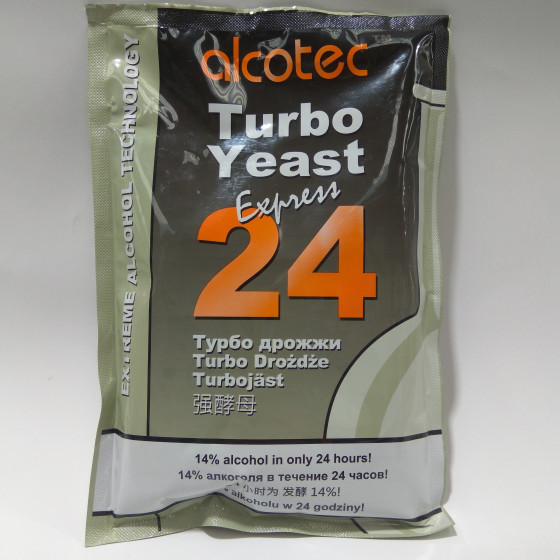 EXTREME ALCOHOL TECHNOLOGY
alcotec
Turbo
Yeast
Express
24
Турбо дрожжи
Turbo Drożdże
Turbojäst
强酵母
14% alcohol in only 24 hours!
14% алкоголя в течение 24 часов!
小时为 发酵 14%!
alkoholu w 24 godziny!